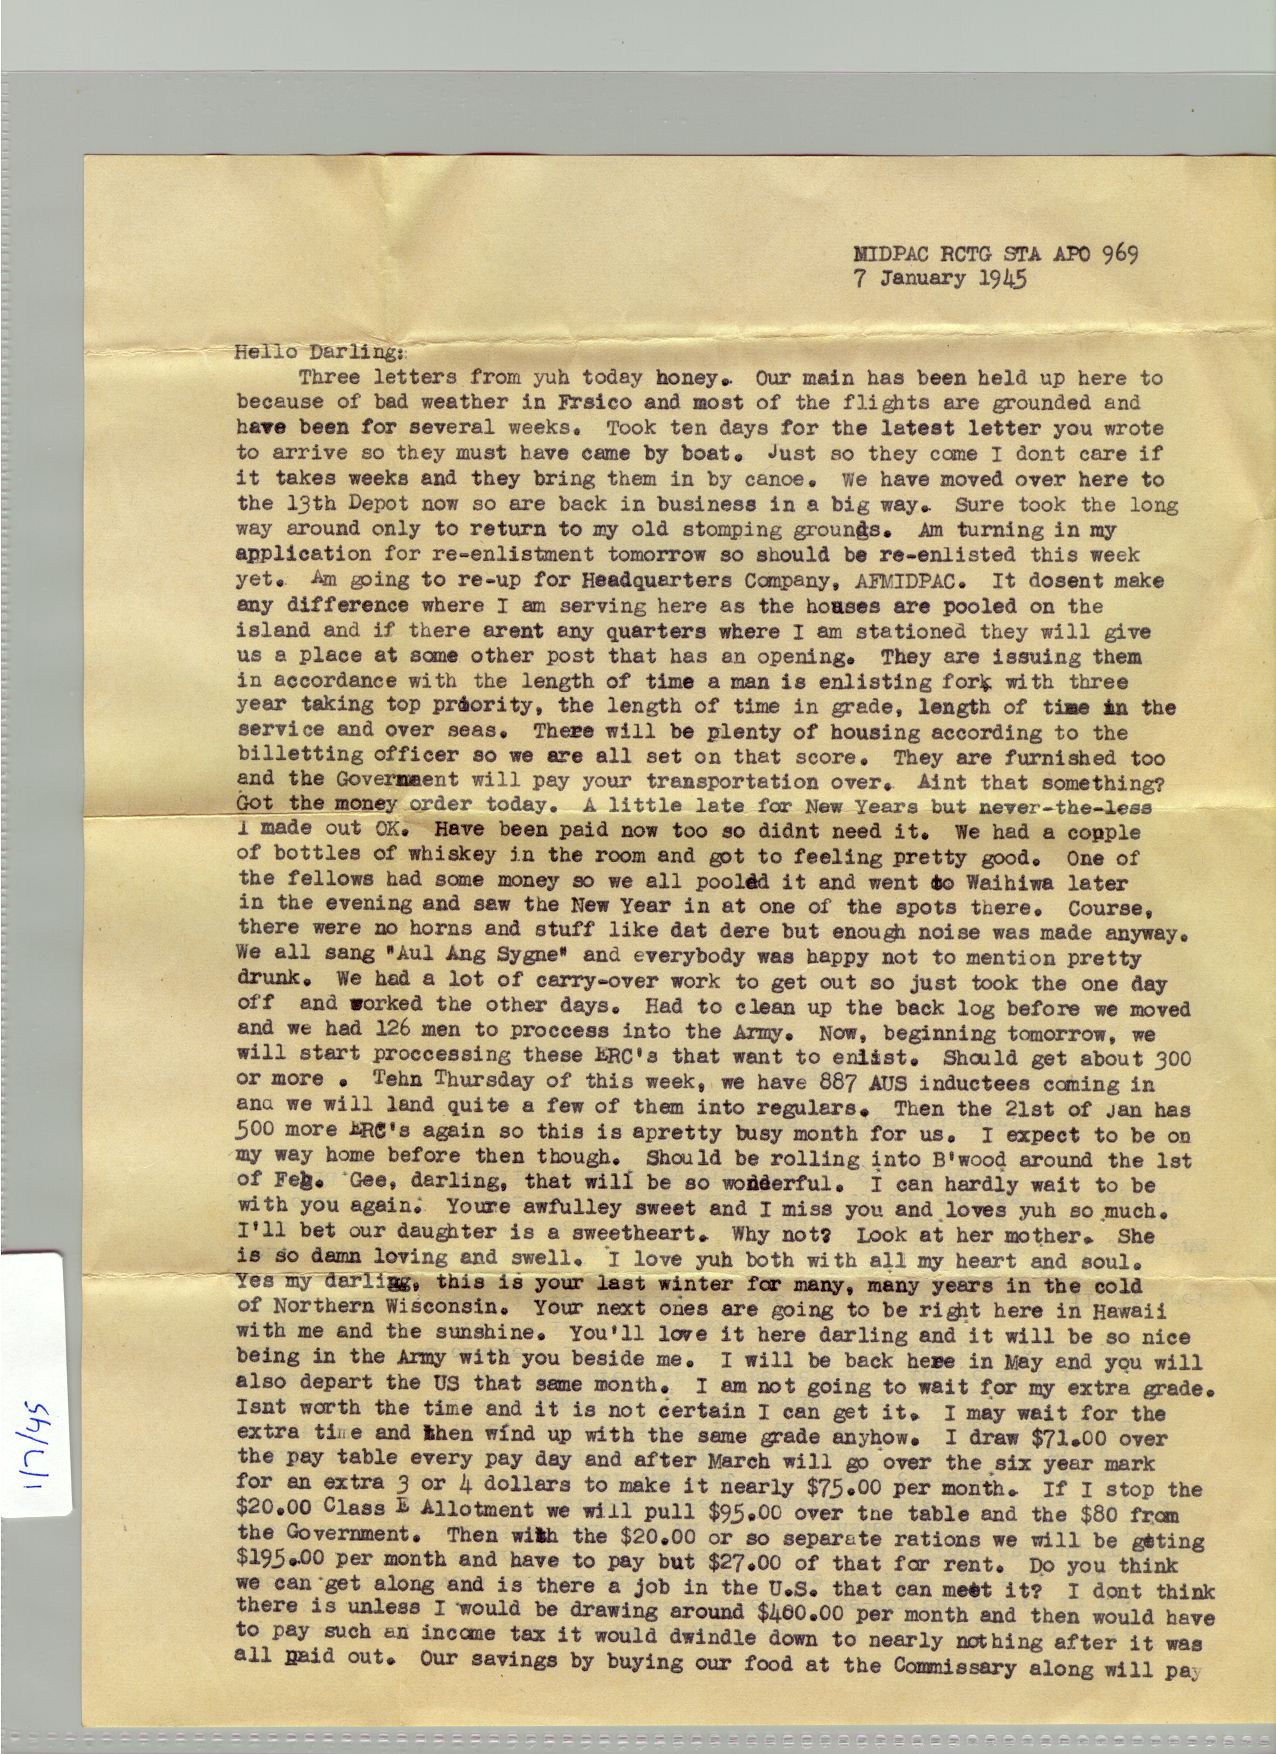 MIDPAC RCTG STA APO 969
7 January 1945
Hello Darling:
Three letters from yuh today honey. Our main has been held up here to
because of bad weather in Frsico and most of the flights are grounded and
have been for several weeks. Took ten days for the latest letter you wrote
to arrive so they must have came by boat. Just so they come I dont care if
it takes weeks and they bring them in by canoe. We have moved over here to
the 13th Depot now so are back in business in a big way. Sure took the long
way around only to return to my old stomping grounds. Am turning in my
application for re-enlistment tomorrow so should be re-enlisted this week
yet. Am going to re-up for Headquarters Company, AFMIDPAC. It dosent make
any difference where I am serving here as the houses are pooled on the
island and if there arent any quarters where I am stationed they will give
us a place at some other post that has an opening. They are issuing them
in accordance with the length of time a man is enlisting for with three
year taking top priority, the length of time in grade, length of time in the
service and over seas. There will be plenty of housing according to the
billetting officer so we are all set on that score. They are furnished too
and the Government will pay your transportation over. Aint that something?
Got the money order today. A little late for New Years but never-the-less
I made out OK. Have been paid now too so didnt need it. We had a copple
of bottles of whiskey in the room and got to feeling pretty good. One of
the fellows had some money so we all pooled it and went to Waihiwa later
in the evening and saw the New Year in at one of the spots there. Course,
there were no horns and stuff like dat dere but enough noise was made anyway.
We all sang "Aul Ang Sygne" and everybody was happy not to mention pretty
drunk. We had a lot of carry-over work to get out so just took the one day
off and worked the other days. Had to clean up the back log before we moved
and we had 126 men to proccess into the Army. Now, beginning tomorrow, we
will start proccessing these ERC's that want to enlist. Should get about 300
or more . Tehn Thursday of this week, we have 887 AUS inductees coming in
and we will land quite a few of them into regulars. Then the 21st of Jan has
500 more ERC's again so this is apretty busy month for us. I expect to be on
my way home before then though. Should be rolling into B'wood around the 1st
of Feb. Gee, darling, that will be so wonderful. I can hardly wait to be
with you again. Youre awfulley sweet and I miss you and loves yuh so much.
I'll bet our daughter is a sweetheart. Why not? Look at her mother. She
is so damn loving and swell. I love yuh both with all my heart and soul.
Yes my darling, this is your last winter for many, many years in the cold
of Northern Wisconsin. Your next ones are going to be right here in Hawaii
with me and the sunshine. You'll love it here darling and it will be so nice
being in the Army with you beside me. I will be back here in May and you will
also depart the US that same month. I am not going to wait for my extra grade.
Isnt worth the time and it is not certain I can get it. I may wait for the
extra time and then wind up with the same grade anyhow. I draw $71.00 over
the pay table every pay day and after March will go over the six year mark
for an extra 3 or 4 dollars to make it nearly $75.00 per month. If I stop the
$20.00 Class E Allotment we will pull $95.00 over the table and the $80 from
the Government. Then with the $20.00 or so separate rations we will be geting
$195.00 per month and have to pay but $27.00 of that for rent. Do you think
we can get along and is there a job in the U.S. that can meet it? I dont think
there is unless I would be drawing around $400.00 per month and then would have
to pay such an income tax it would dwindle down to nearly nothing after it was
all paid out. Our savings by buying our food at the Commissary along will pay
1/7/45